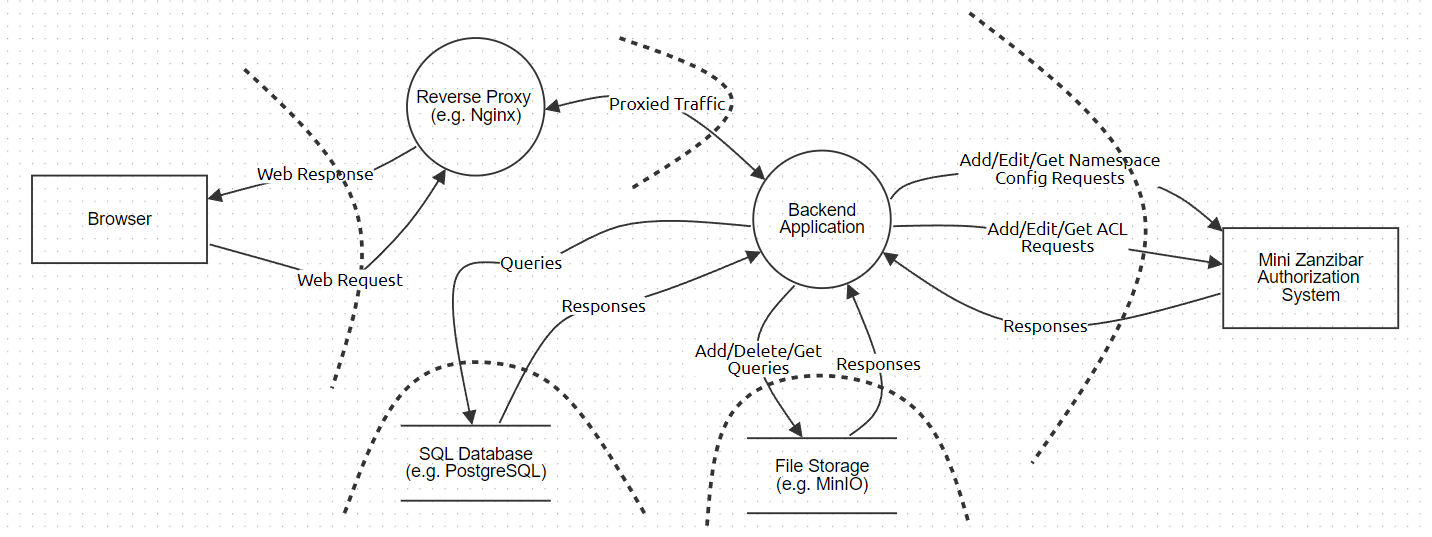 Reverse Proxy
(e.g. Nginx)
Proxied Traffic
Web Response
Browser
Web Request
Backend
Application
Add/Edit/Get Namespace
Config Requests
Add/Edit/Get ACL
Requests
Mini Zanzibar
Authorization
System
Queries
Responses
Responses
Add/Delete/Get
Queries
Responses
SQL Database
(e.g. PostgreSQL)
File Storage
(e.g. MinIO)